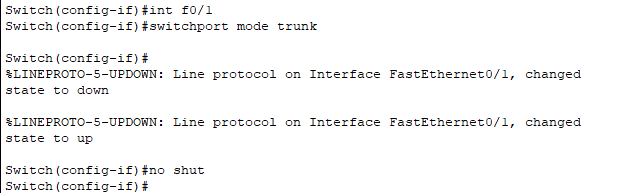 Switch(config-if)#int f0/1
Switch(config-if)#switchport mode trunk
Switch(config-if)#
%LINEPROTO-5-UPDOWN: Line protocol on Interface FastEthernet0/1, changed
state to down
%LINEPROTO-5-UPDOWN: Line protocol on Interface FastEthernet0/1, changed
state to up
Switch(config-if)#no shut
Switch(config-if)#